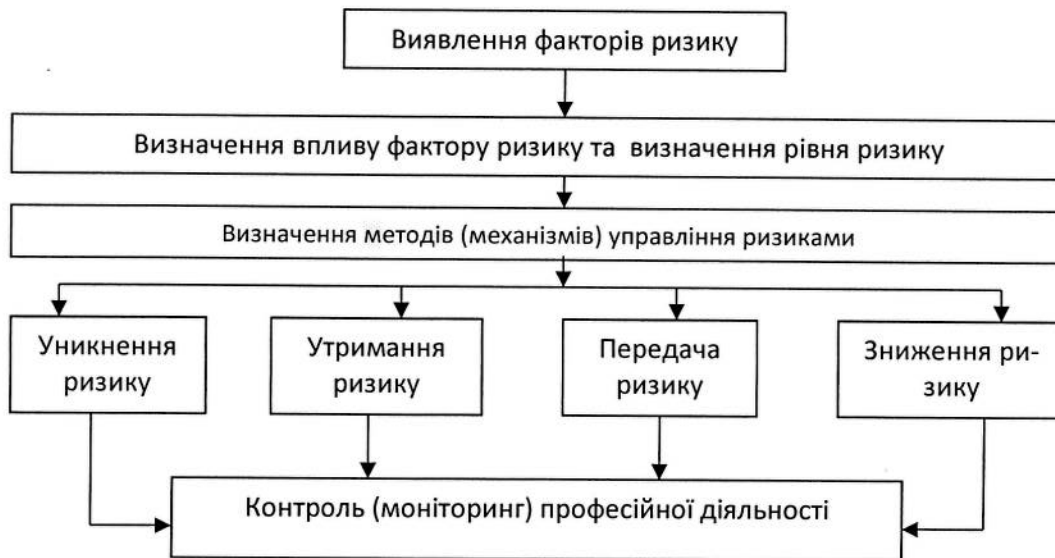 Виявлення факторів ризику
Визначення впливу фактору ризику та визначення рівня ризику
Визначення методів (механізмів) управління ризиками
Уникнення
ризику
Утримання
ризику
Передача
ризику
Зниження ри-
зику
Контроль (моніторинг) професійної діяльності